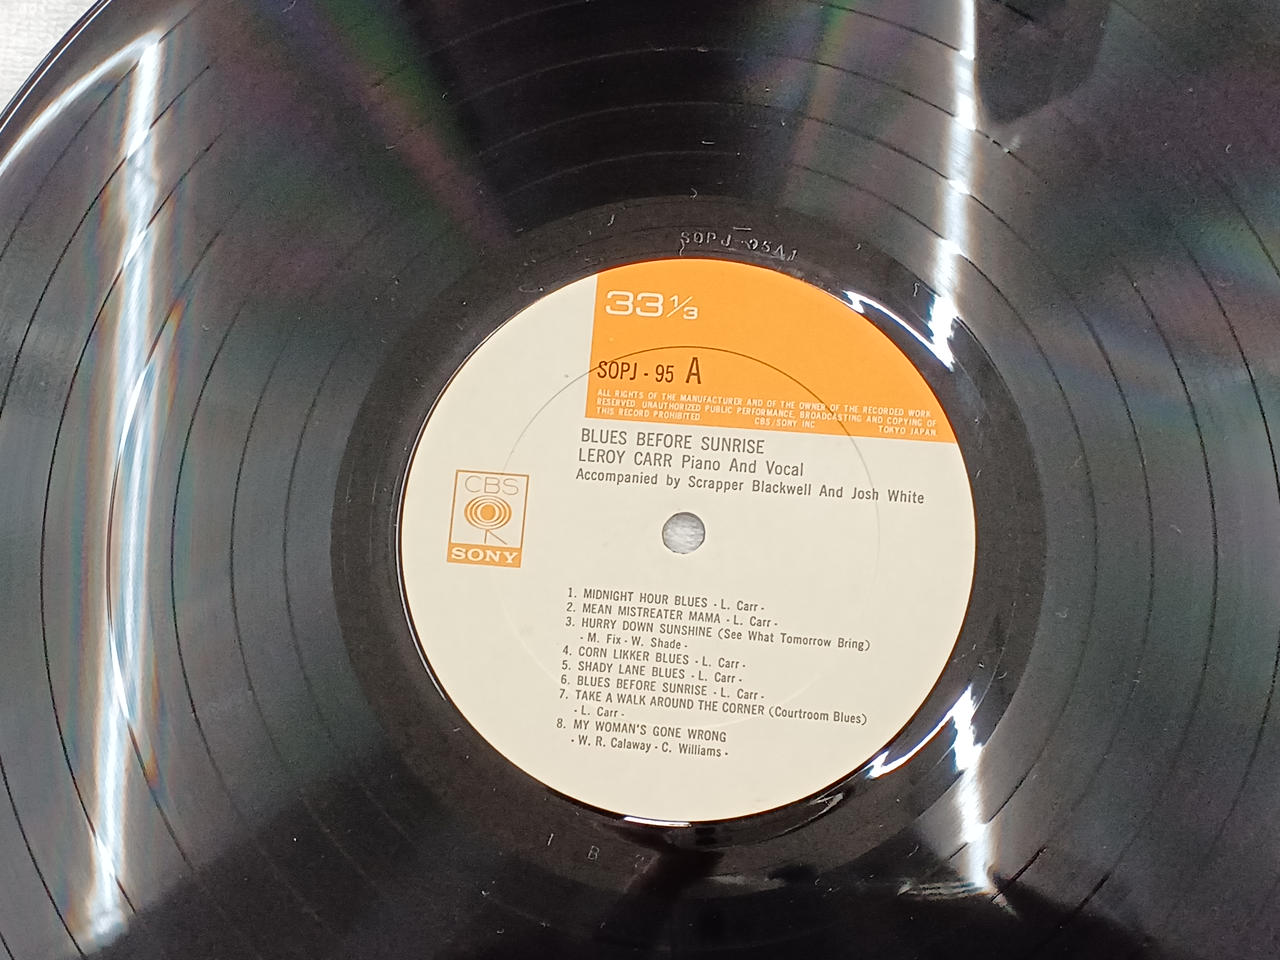 SOPJ-95A1
33 1/3
SOPJ - 95 A
ALL RIGHTS OF THE MANUFACTURER AND OF THE OWNER OF THE RECORDED WORK
RESERVED. UNAUTHORIZED PUBLIC PERFORMANCE, BROADCASTING AND COPYING OF
THIS RECORD PROHIBITED CBS/SONY INC TOKYO JAPAN.
BLUES BEFORE SUNRISE
LEROY CARR Piano And Vocal
Accompanied by Scrapper Blackwell And Josh White
CBS
SONY
1. MIDNIGHT HOUR BLUES - L. Carr -
2. MEAN MISTREATER MAMA - L. Carr -
3. HURRY DOWN SUNSHINE (See What Tomorrow Bring)
- M. Fix - W. Shade -
4. CORN LIKKER BLUES - L. Carr -
5. SHADY LANE BLUES - L. Carr -
6. BLUES BEFORE SUNRISE - L. Carr -
7. TAKE A WALK AROUND THE CORNER (Courtroom Blues)
- L. Carr -
8. MY WOMAN'S GONE WRONG
- W. R. Calaway - C. Williams -
1 B